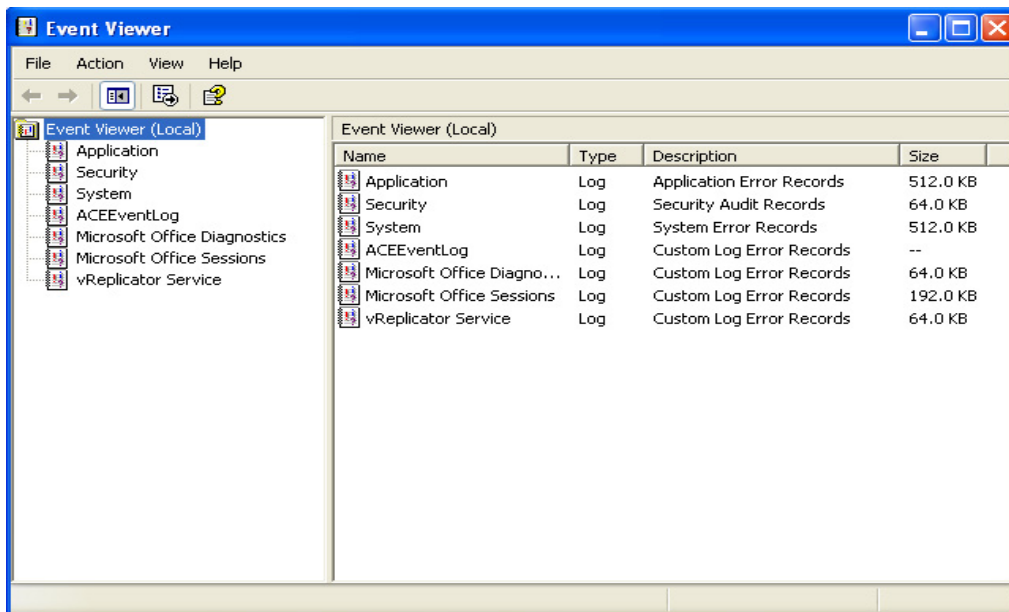 Event Viewer
File Action View Help
Event Viewer (Local)
Application
Security
System
ACEEventLog
Microsoft Office Diagnostics
Microsoft Office Sessions
vReplicator Service
Event Viewer (Local)
Name Type Description Size
Application Log Application Error Records 512.0 KB
Security Log Security Audit Records 64.0 KB
System Log System Error Records 512.0 KB
ACEEventLog Log Custom Log Error Records --
Microsoft Office Diagno... Log Custom Log Error Records 64.0 KB
Microsoft Office Sessions Log Custom Log Error Records 192.0 KB
vReplicator Service Log Custom Log Error Records 64.0 KB